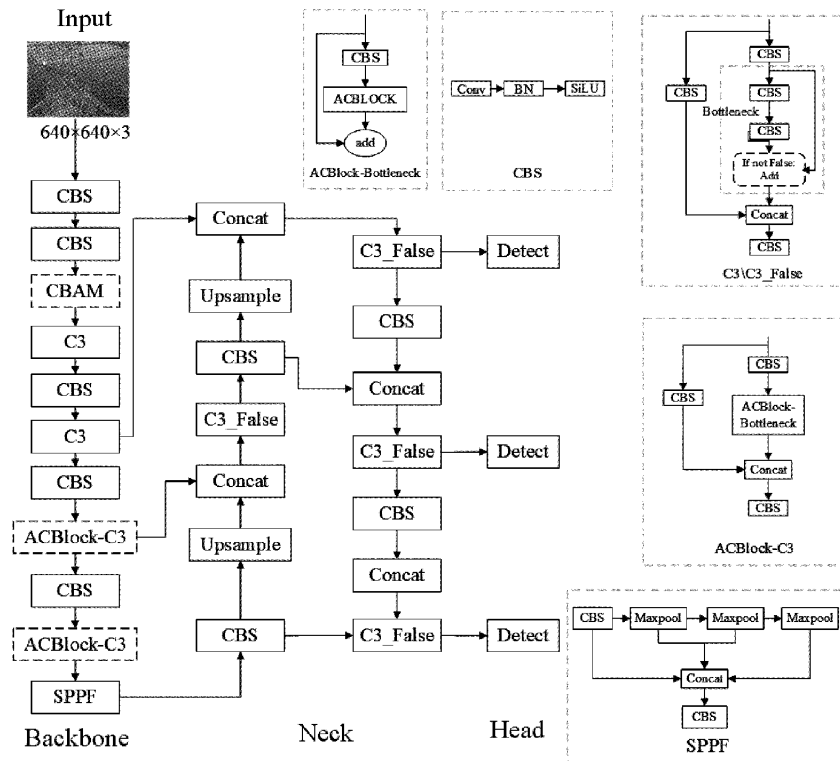 Input
640×640×3
CBS
CBS
CBAM
C3
CBS
C3
CBS
ACBlock-C3
CBS
ACBlock-C3
SPPF
Backbone
Concat
Upsample
CBS
C3_False
Concat
Upsample
CBS
Neck
C3_False
CBS
Concat
C3_False
CBS
Concat
C3_False
Detect
Detect
Detect
Head
CBS
ACBLOCK
add
ACBlock-Bottleneck
Conv
BN
SiLU
CBS
CBS
CBS
CBS
Bottleneck
CBS
If not False:
Add
Concat
CBS
C3\C3_False
CBS
CBS
ACBlock-
Bottleneck
Concat
CBS
ACBlock-C3
CBS
Maxpool
Maxpool
Maxpool
Concat
CBS
SPPF